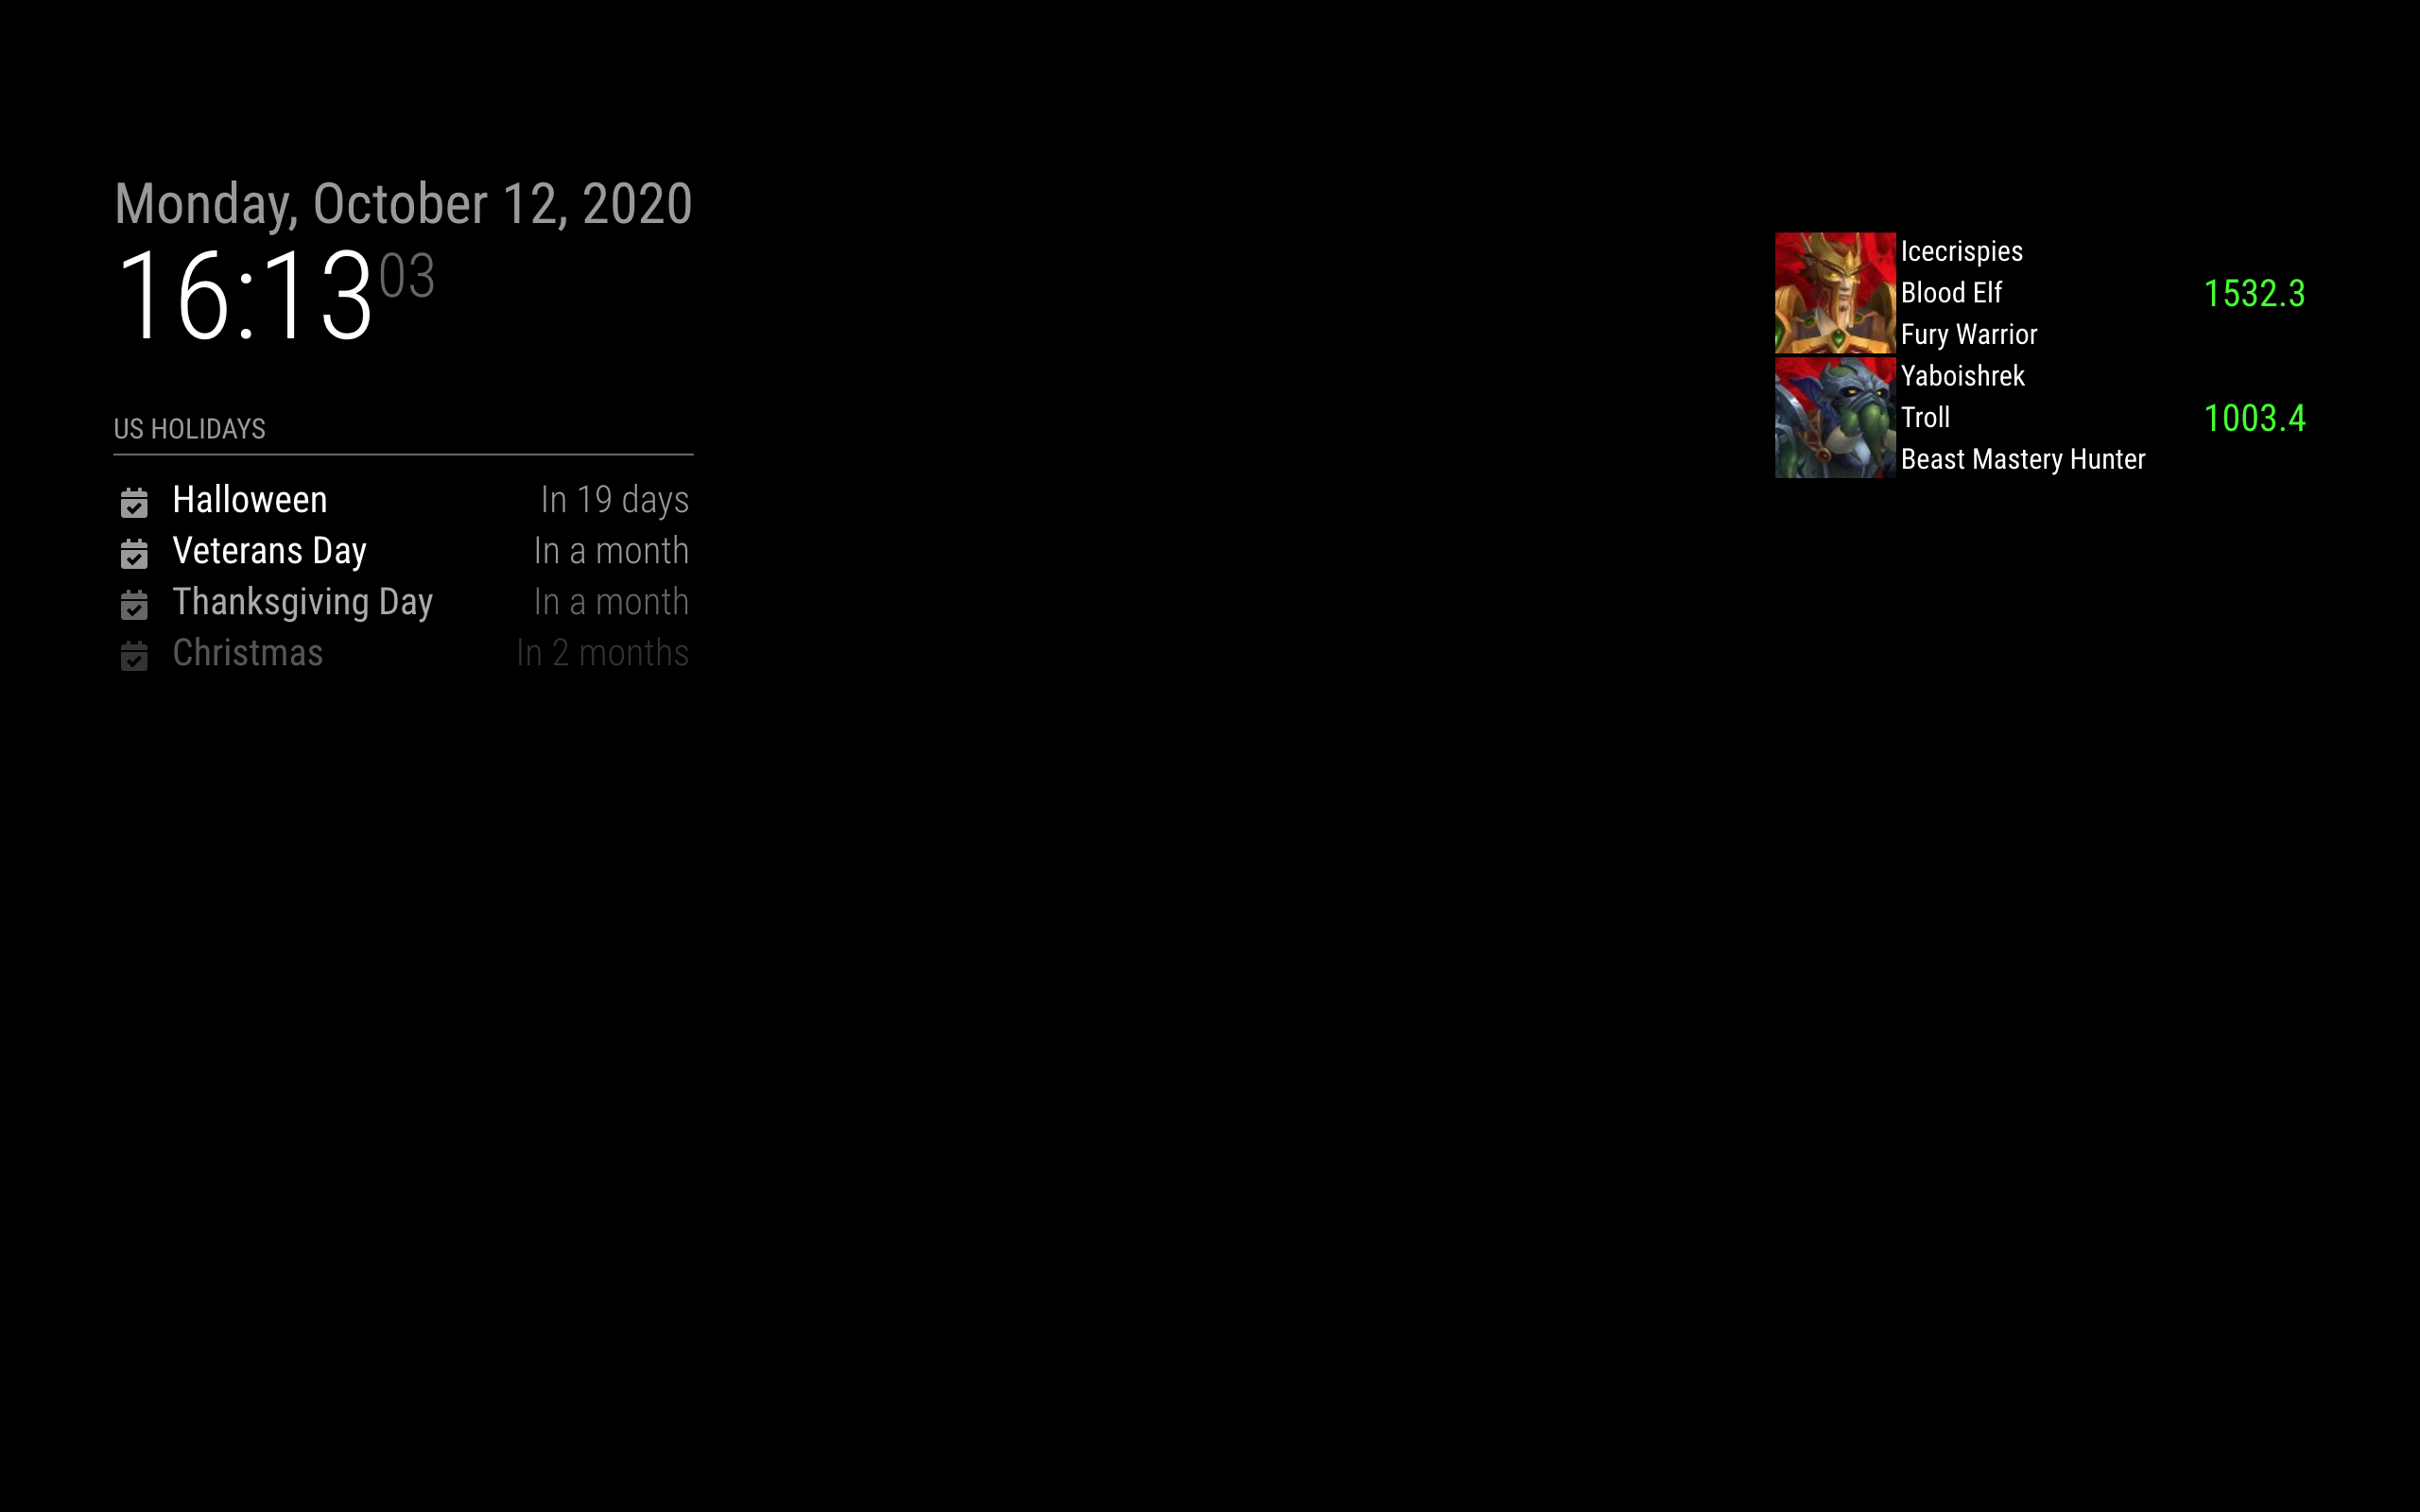 Monday, October 12, 2020
16:13 03
US HOLIDAYS
Halloween In 19 days
Veterans Day In a month
Thanksgiving Day In a month
Christmas In 2 months
Icecrispies
Blood Elf 1532.3
Fury Warrior
Yaboishrek
Troll 1003.4
Beast Mastery Hunter